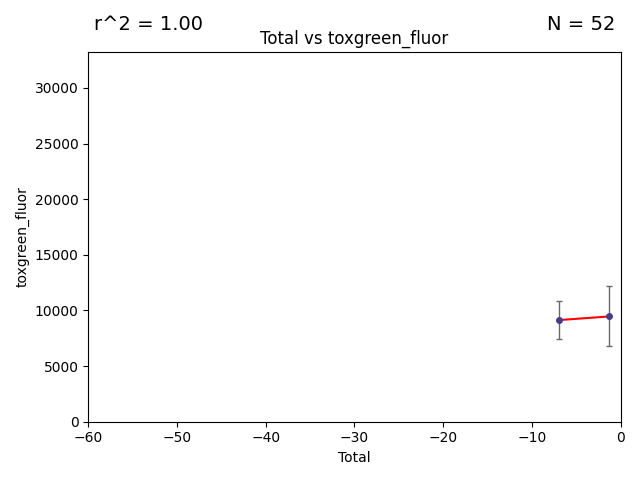 r^2 = 1.00
N = 52
Total vs toxgreen_fluor
30000
25000
20000
15000
10000
5000
0
toxgreen_fluor
−60
−50
−40
−30
−20
−10
0
Total